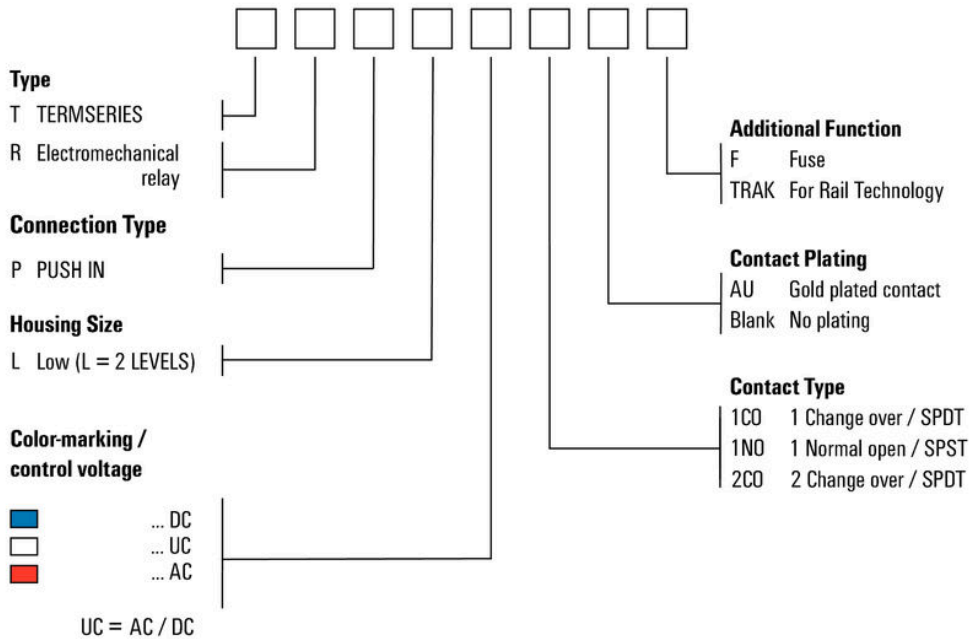 Type
T TERMSERIES
R Electromechanical
relay
Connection Type
P PUSH IN
Housing Size
L Low (L = 2 LEVELS)
Color-marking /
control voltage
... DC
... UC
... AC
UC = AC / DC
Additional Function
F Fuse
TRAK For Rail Technology
Contact Plating
AU Gold plated contact
Blank No plating
Contact Type
1CO 1 Change over / SPDT
1NO 1 Normal open / SPST
2CO 2 Change over / SPDT